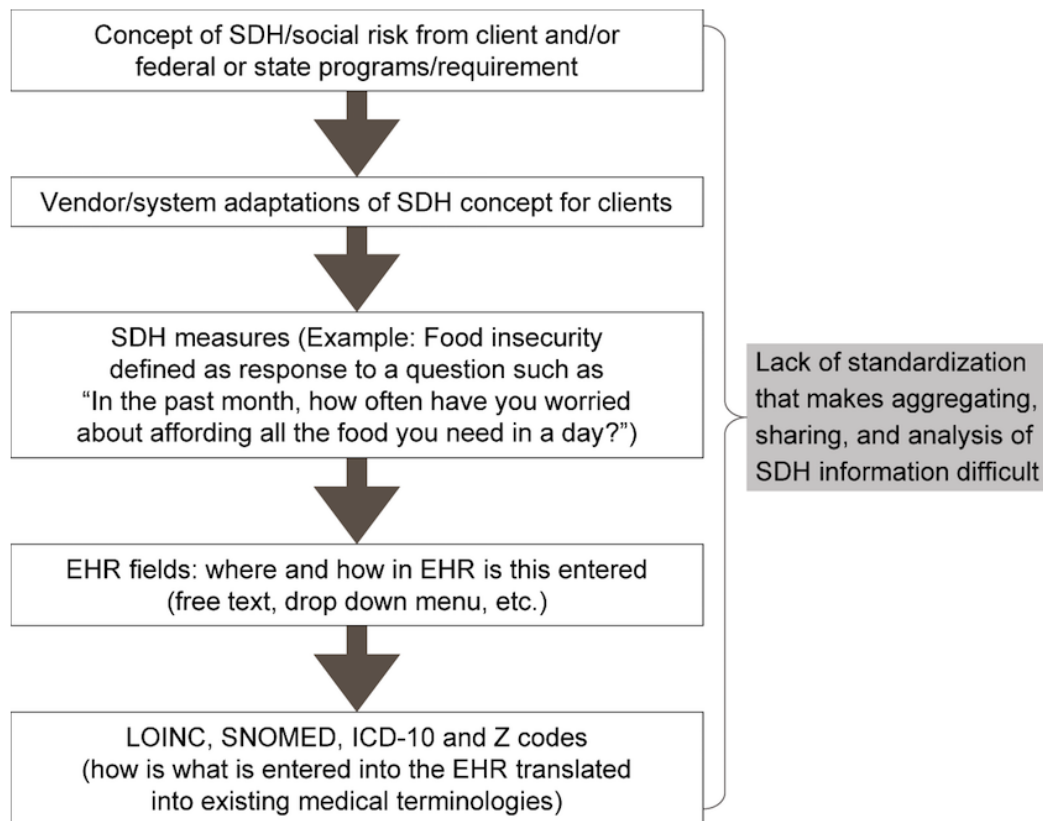 Concept of SDH/social risk from client and/or
federal or state programs/requirement
Vendor/system adaptations of SDH concept for clients
SDH measures (Example: Food insecurity
defined as response to a question such as
“In the past month, how often have you worried
about affording all the food you need in a day?”)
EHR fields: where and how in EHR is this entered
(free text, drop down menu, etc.)
LOINC, SNOMED, ICD-10 and Z codes
(how is what is entered into the EHR translated
into existing medical terminologies)
Lack of standardization
that makes aggregating,
sharing, and analysis of
SDH information difficult